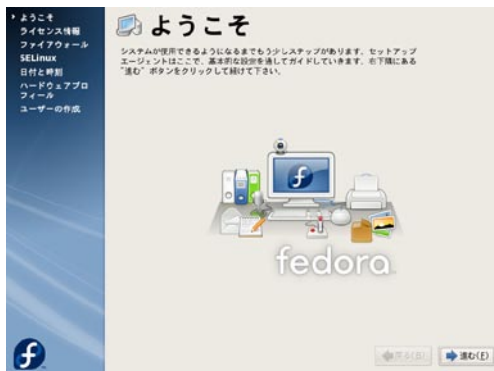 ようこそ
ライセンス情報
ファイアウォール
SELinux
日付と時刻
ハードウェアプロ
フィール
ユーザーの作成
ようこそ
システムが使用できるようになるまでもう少しステップがあります。セットアップ
エージェントはここで、基本的な設定を通してガイドしていきます。右下隅にある
"進む" ボタンをクリックして続けて下さい。
fedora
戻る(B)
進む(F)